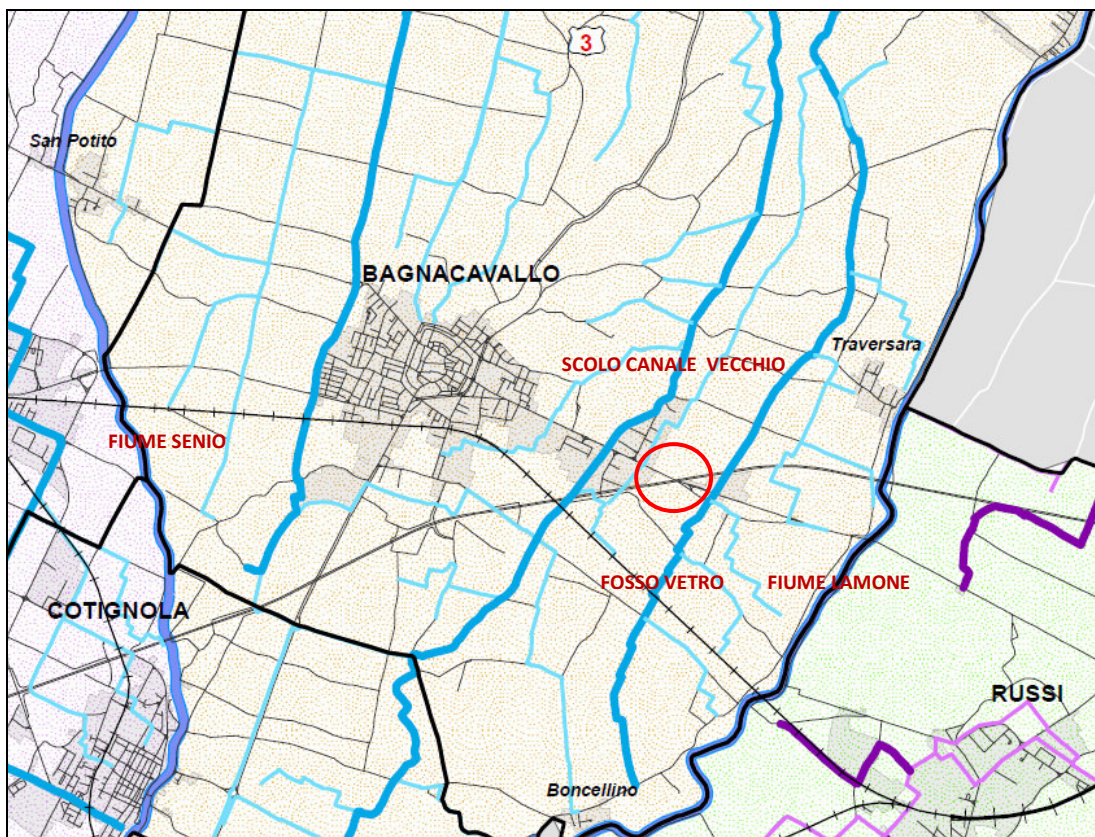 3
San Potito
BAGNACAVALLO
Traversara
SCOLO CANALE VECCHIO
FIUME SENIO
FOSSO VETRO
FIUME LAMONE
COTIGNOLA
RUSSI
Boncellino